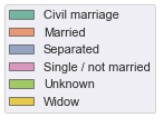 Civil marriage
Married
Separated
Single / not married
Unknown
Widow